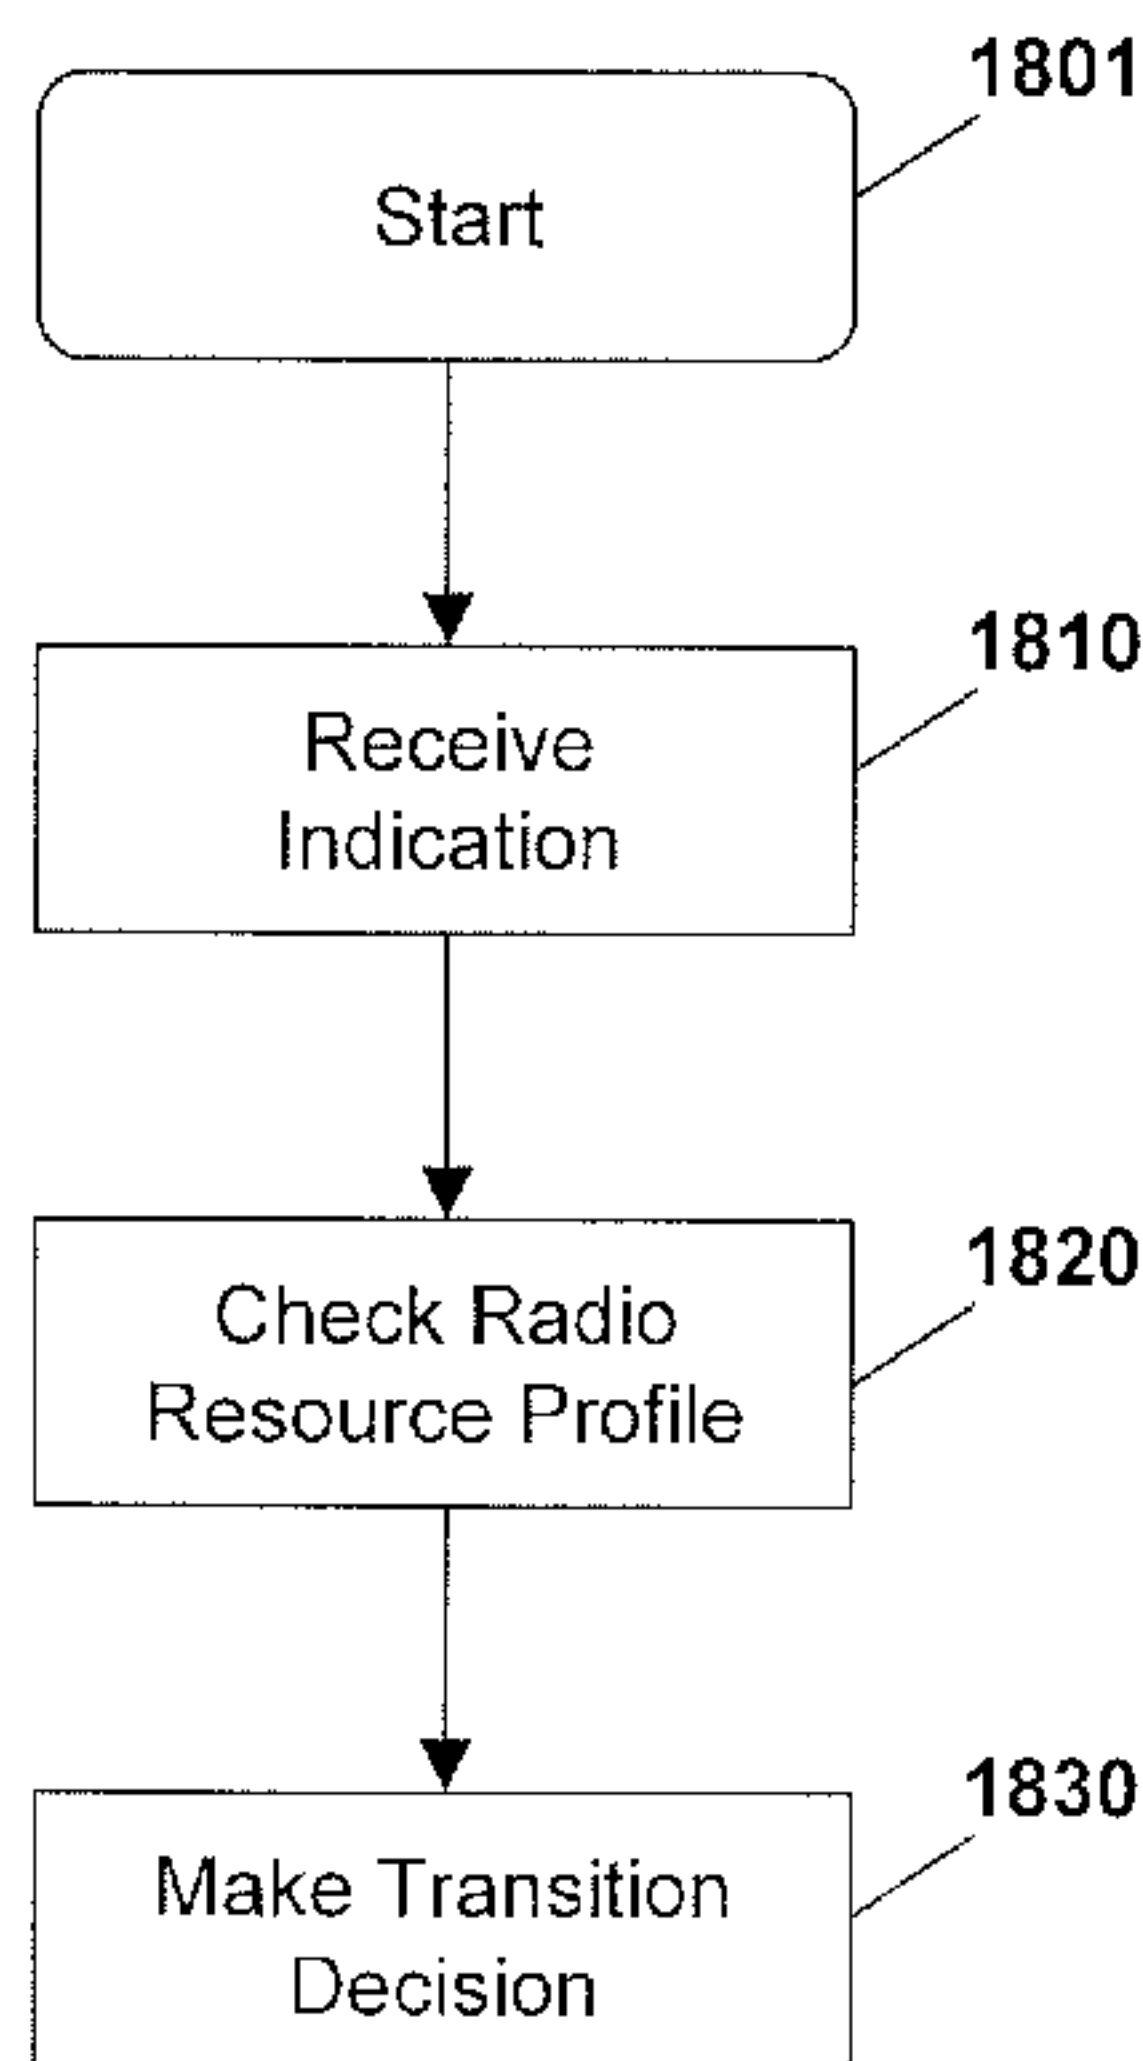 1801
Start
1810
Receive
Indication
1820
Check Radio
Resource Profile
1830
Make Transition
Decision